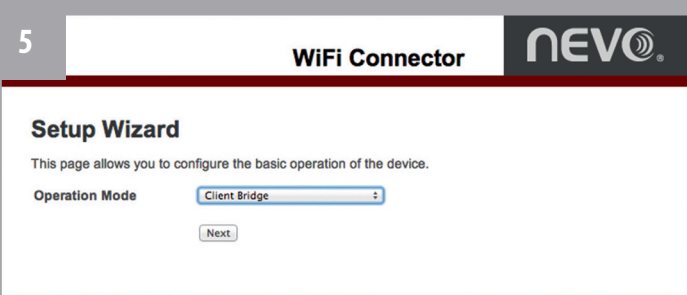 5
WiFi Connector
nevo®
Setup Wizard
This page allows you to configure the basic operation of the device.
Operation Mode
Client Bridge
Next